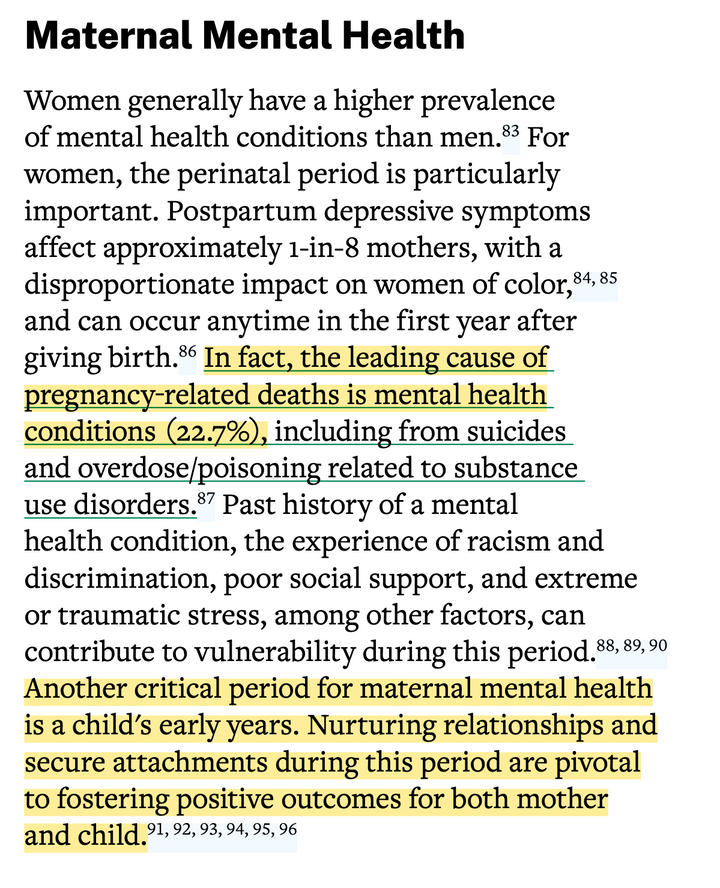 Maternal Mental Health
Women generally have a higher prevalence
of mental health conditions than men.83 For
women, the perinatal period is particularly
important. Postpartum depressive symptoms
affect approximately 1-in-8 mothers, with a
disproportionate impact on women of color,84, 85
and can occur anytime in the first year after
giving birth.86 In fact, the leading cause of
pregnancy-related deaths is mental health
conditions (22.7%), including from suicides
and overdose/poisoning related to substance
use disorders.87 Past history of a mental
health condition, the experience of racism and
discrimination, poor social support, and extreme
or traumatic stress, among other factors, can
contribute to vulnerability during this period.88, 89, 90
Another critical period for maternal mental health
is a child's early years. Nurturing relationships and
secure attachments during this period are pivotal
to fostering positive outcomes for both mother
and child.91, 92, 93, 94, 95, 96